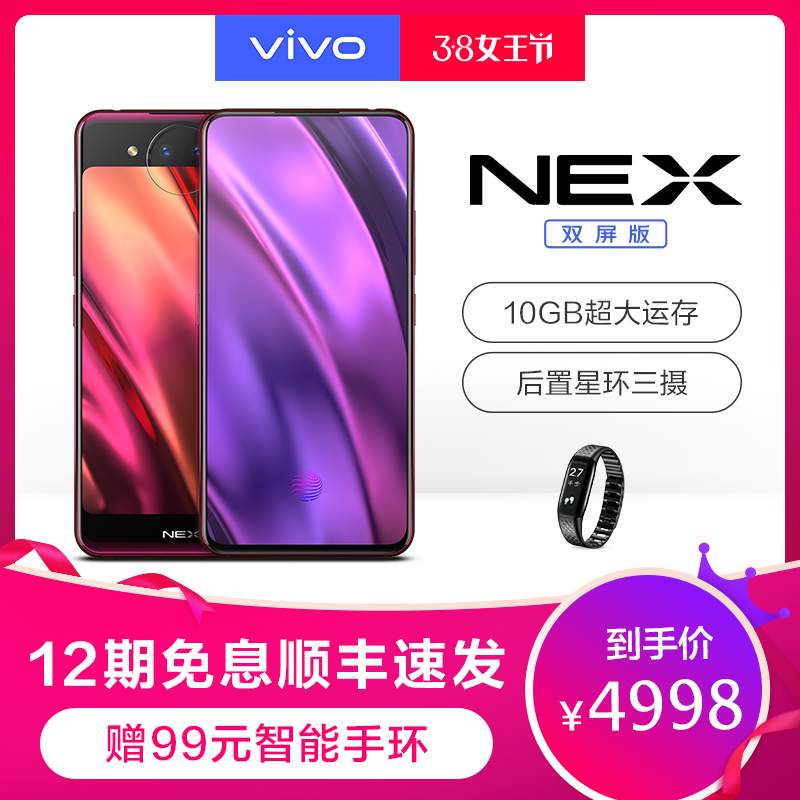 vivo
3·8女王节
NEX
双屏版
10GB超大运存
后置星环三摄
27
NEX
12期免息顺丰速发
赠99元智能手环
到手价
¥4998